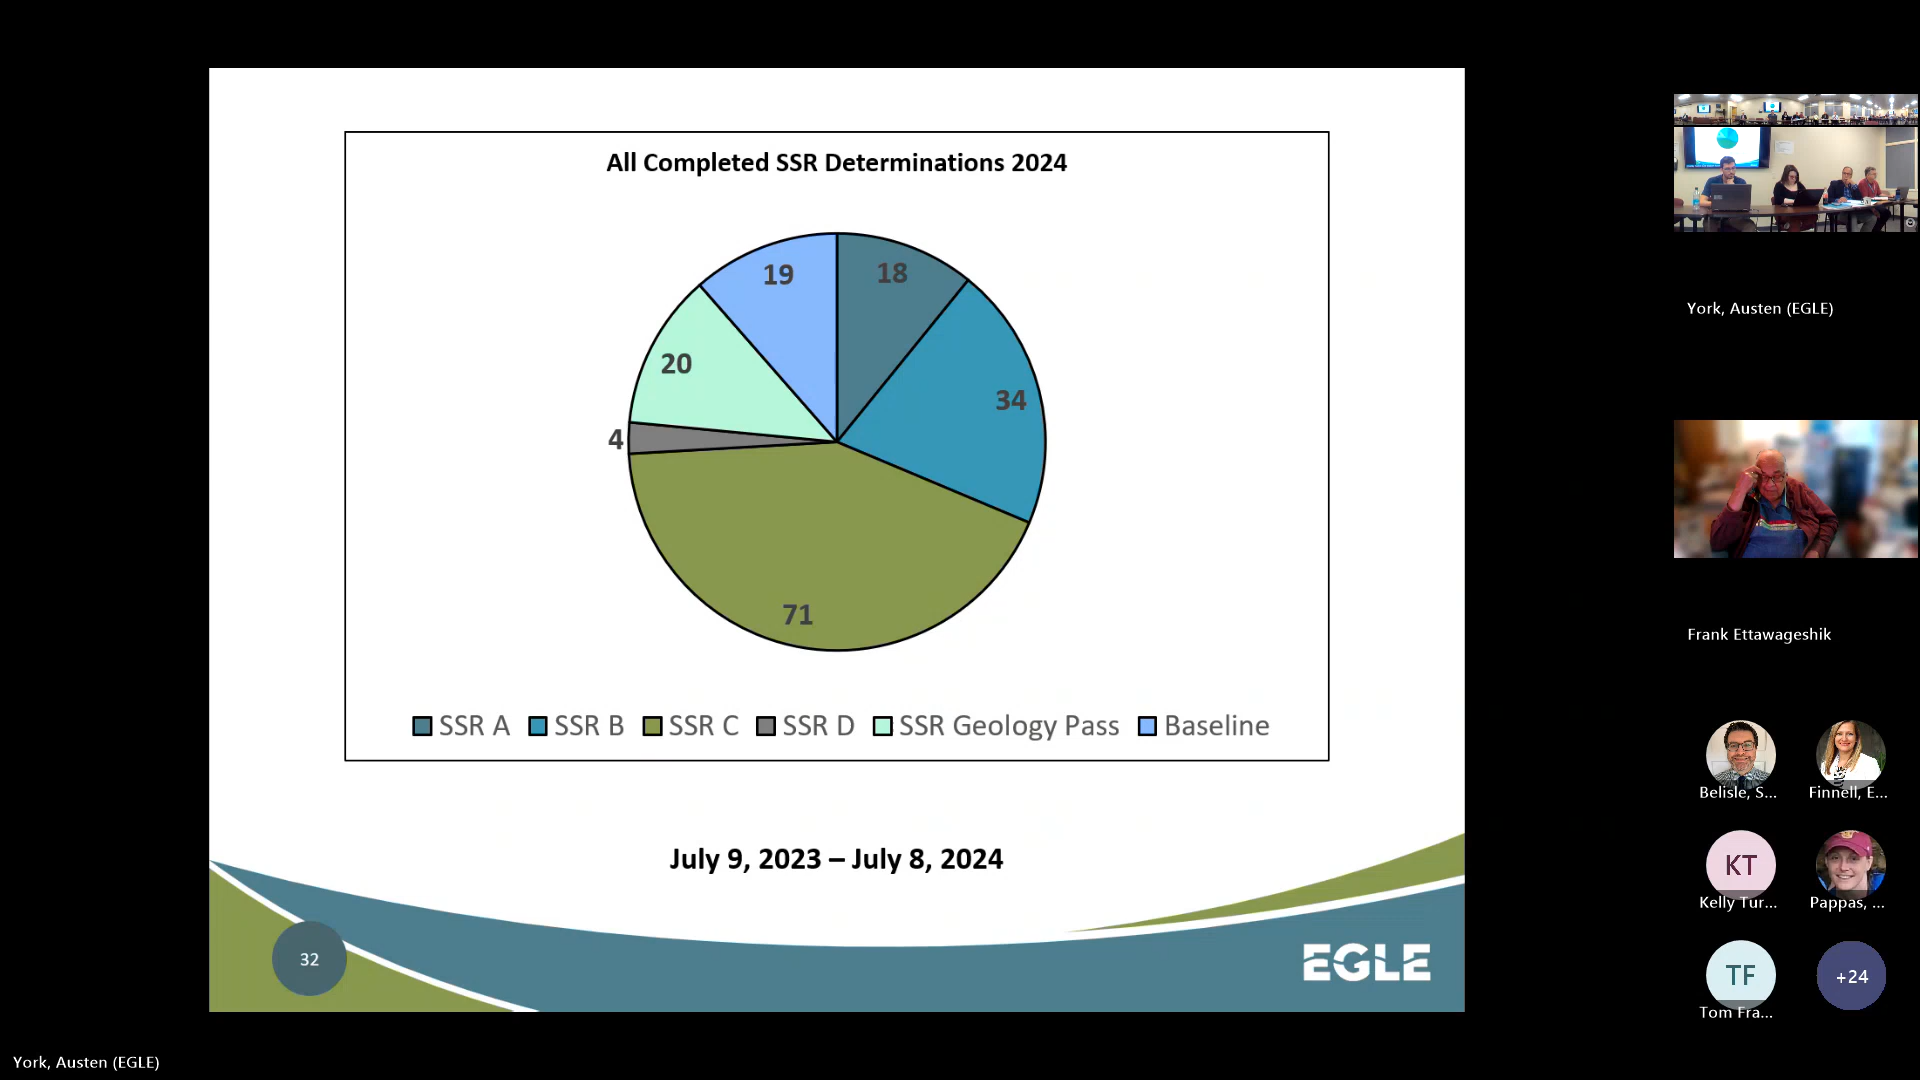 All Completed SSR Determinations 2024
19
18
34
20
4
71
SSR A
SSR B
SSR C
SSR D
SSR Geology Pass
Baseline
July 9, 2023 – July 8, 2024
32
EGLE
York, Austen (EGLE)
Frank Ettawageshik
Belisle, S...
Finnell, E...
KT
Kelly Tur...
Pappas, ...
TF
Tom Fra...
+24
York, Austen (EGLE)